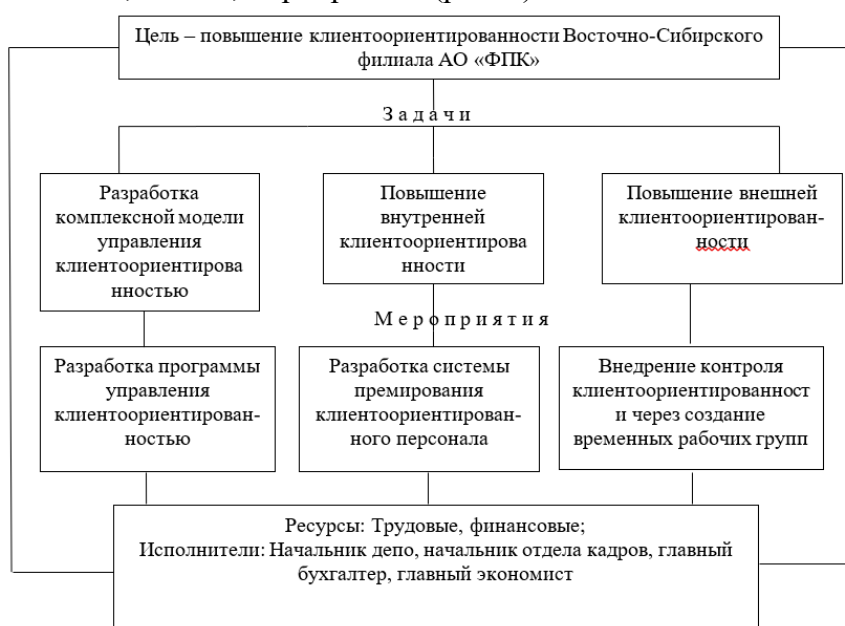 Цель – повышение клиентоориентированности Восточно-Сибирского
филиала АО «ФПК»
З а д а ч и
Разработка
комплексной модели
управления
клиентоориентирова
нностью
Повышение
внутренней
клиентоориентирова
нности
Повышение внешней
клиентоориентирован-
ности
М е р о п р и я т и я
Разработка программы
управления
клиентоориентирован-
ностью
Разработка системы
премирования
клиентоориентирован-
ного персонала
Внедрение контроля
клиентоориентированност
и через создание
временных рабочих групп
Ресурсы: Трудовые, финансовые;
Исполнители: Начальник депо, начальник отдела кадров, главный
бухгалтер, главный экономист